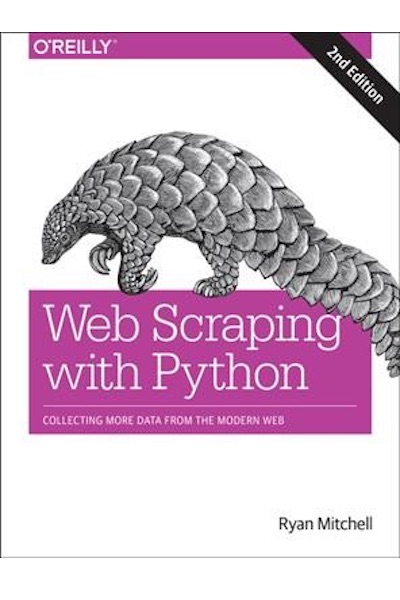 O'REILLY®
2nd Edition
Web Scraping
with Python
COLLECTING MORE DATA FROM THE MODERN WEB
Ryan Mitchell